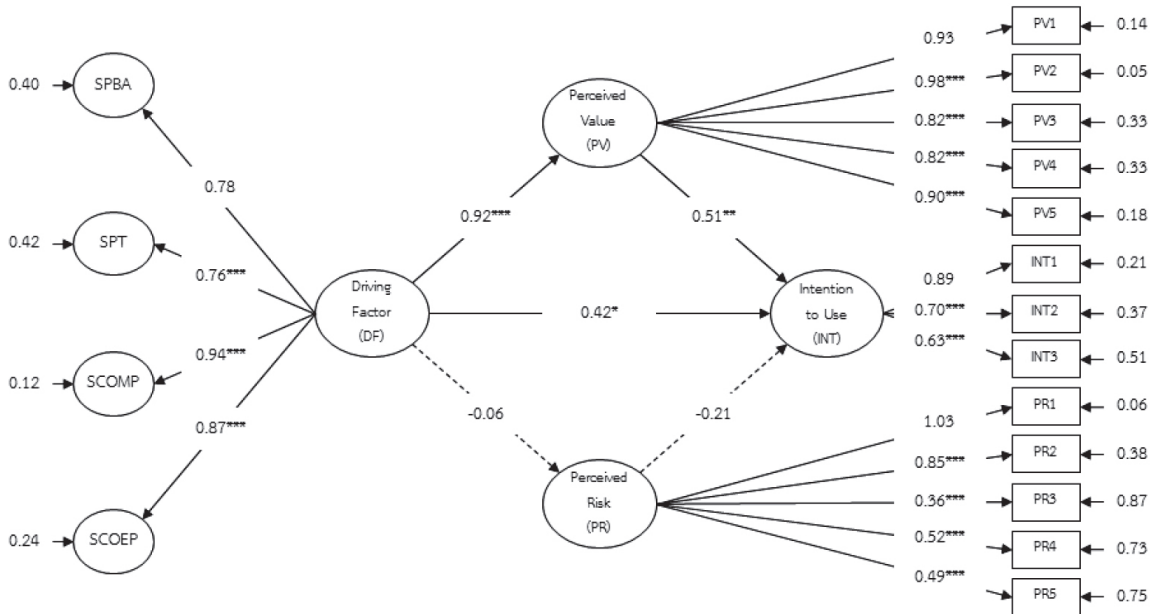 0.40
SPBA
0.78
0.42
SPT
0.76***
0.12
SCOMP
0.94***
0.24
SCOEP
0.87***
Driving
Factor
(DF)
0.92***
0.42*
-0.06
Perceived
Value
(PV)
0.51**
Perceived
Risk
(PR)
-0.21
Intention
to Use
(INT)
0.93
PV1
0.14
0.98***
PV2
0.05
0.82***
PV3
0.33
0.82***
PV4
0.33
0.90***
PV5
0.18
0.89
INT1
0.21
0.70***
INT2
0.37
0.63***
INT3
0.51
1.03
PR1
0.06
0.85***
PR2
0.38
0.36***
PR3
0.87
0.52***
PR4
0.73
0.49***
PR5
0.75